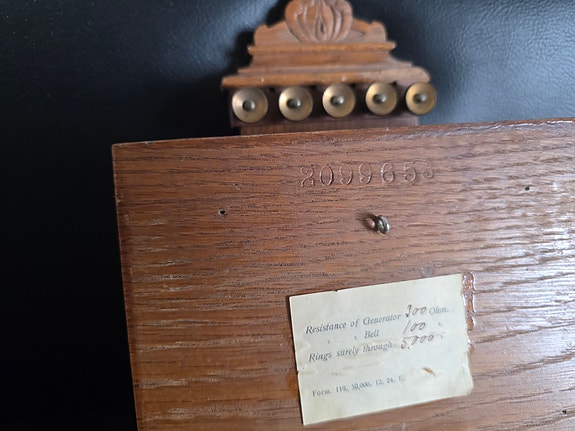 2099653
Resistance of Generator 300 Ohm.
" " Bell 100 "
Rings surely through 5000 "
Form. 119. 50,000. 12. 24. E.